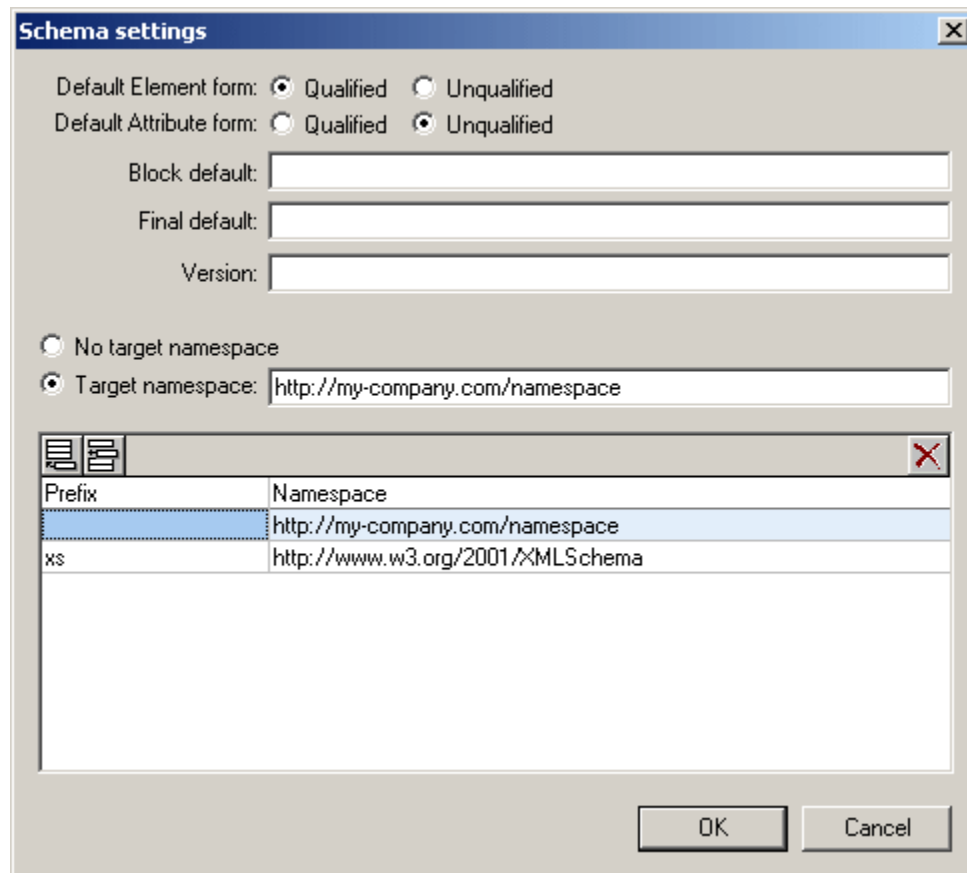 Schema settings
Default Element form: Qualified Unqualified
Default Attribute form: Qualified Unqualified
Block default:
Final default:
Version:
No target namespace
Target namespace: http://my-company.com/namespace
Prefix Namespace
http://my-company.com/namespace
xs http://www.w3.org/2001/XMLSchema
OK Cancel